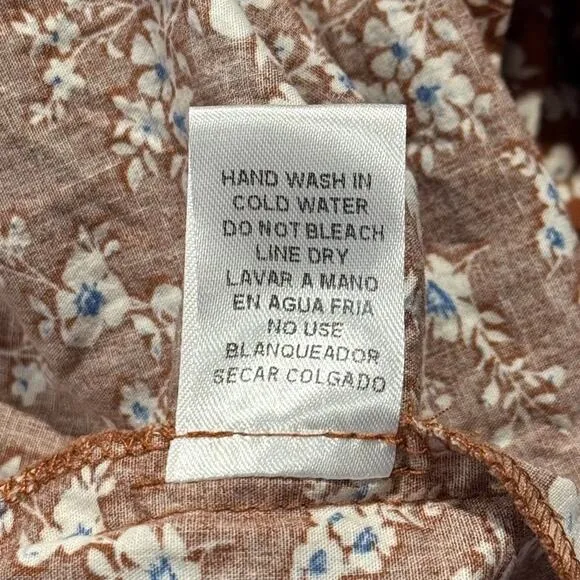 HAND WASH IN
COLD WATER
DO NOT BLEACH
LINE DRY
LAVAR A MANO
EN AGUA FRIA
NO USE
BLANQUEADOR
SECAR COLGADO